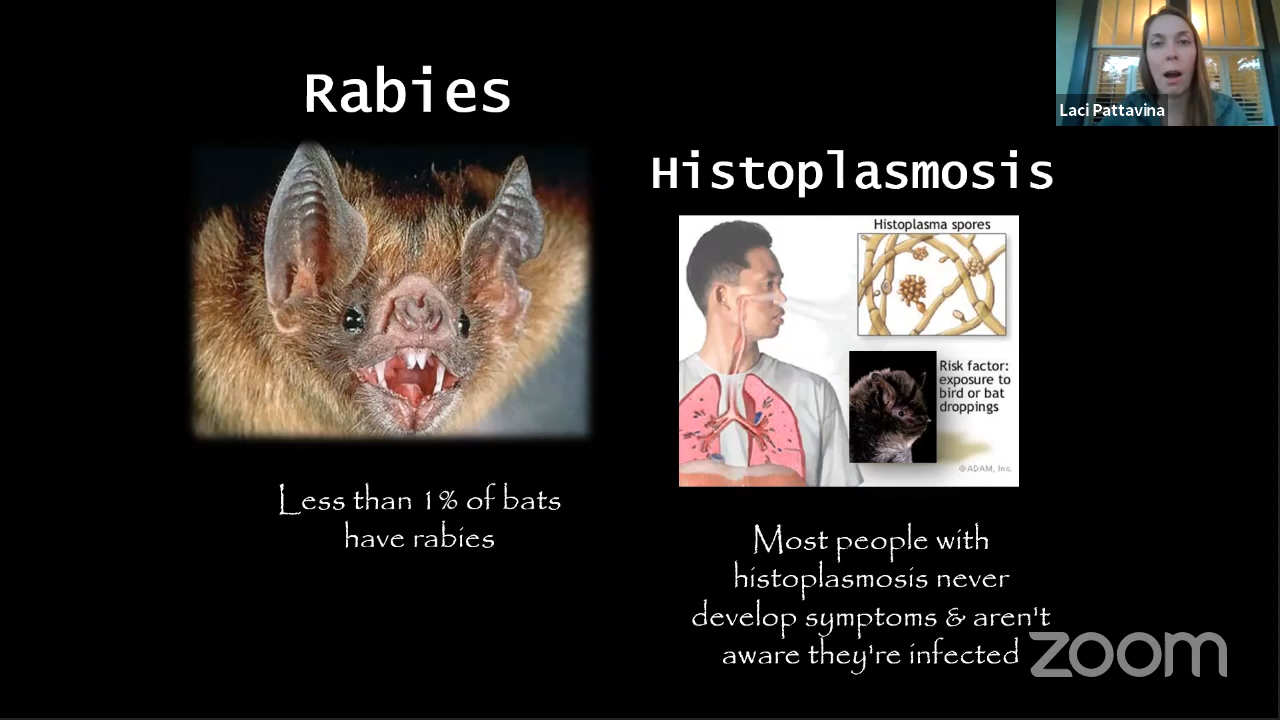 Rabies
Less than 1% of bats
have rabies
Histoplasmosis
Histoplasma spores
Risk factor:
exposure to
bird or bat
droppings
©ADAM, Inc.
Most people with
histoplasmosis never
develop symptoms & aren't
aware they're infected
Laci Pattavina
zoom